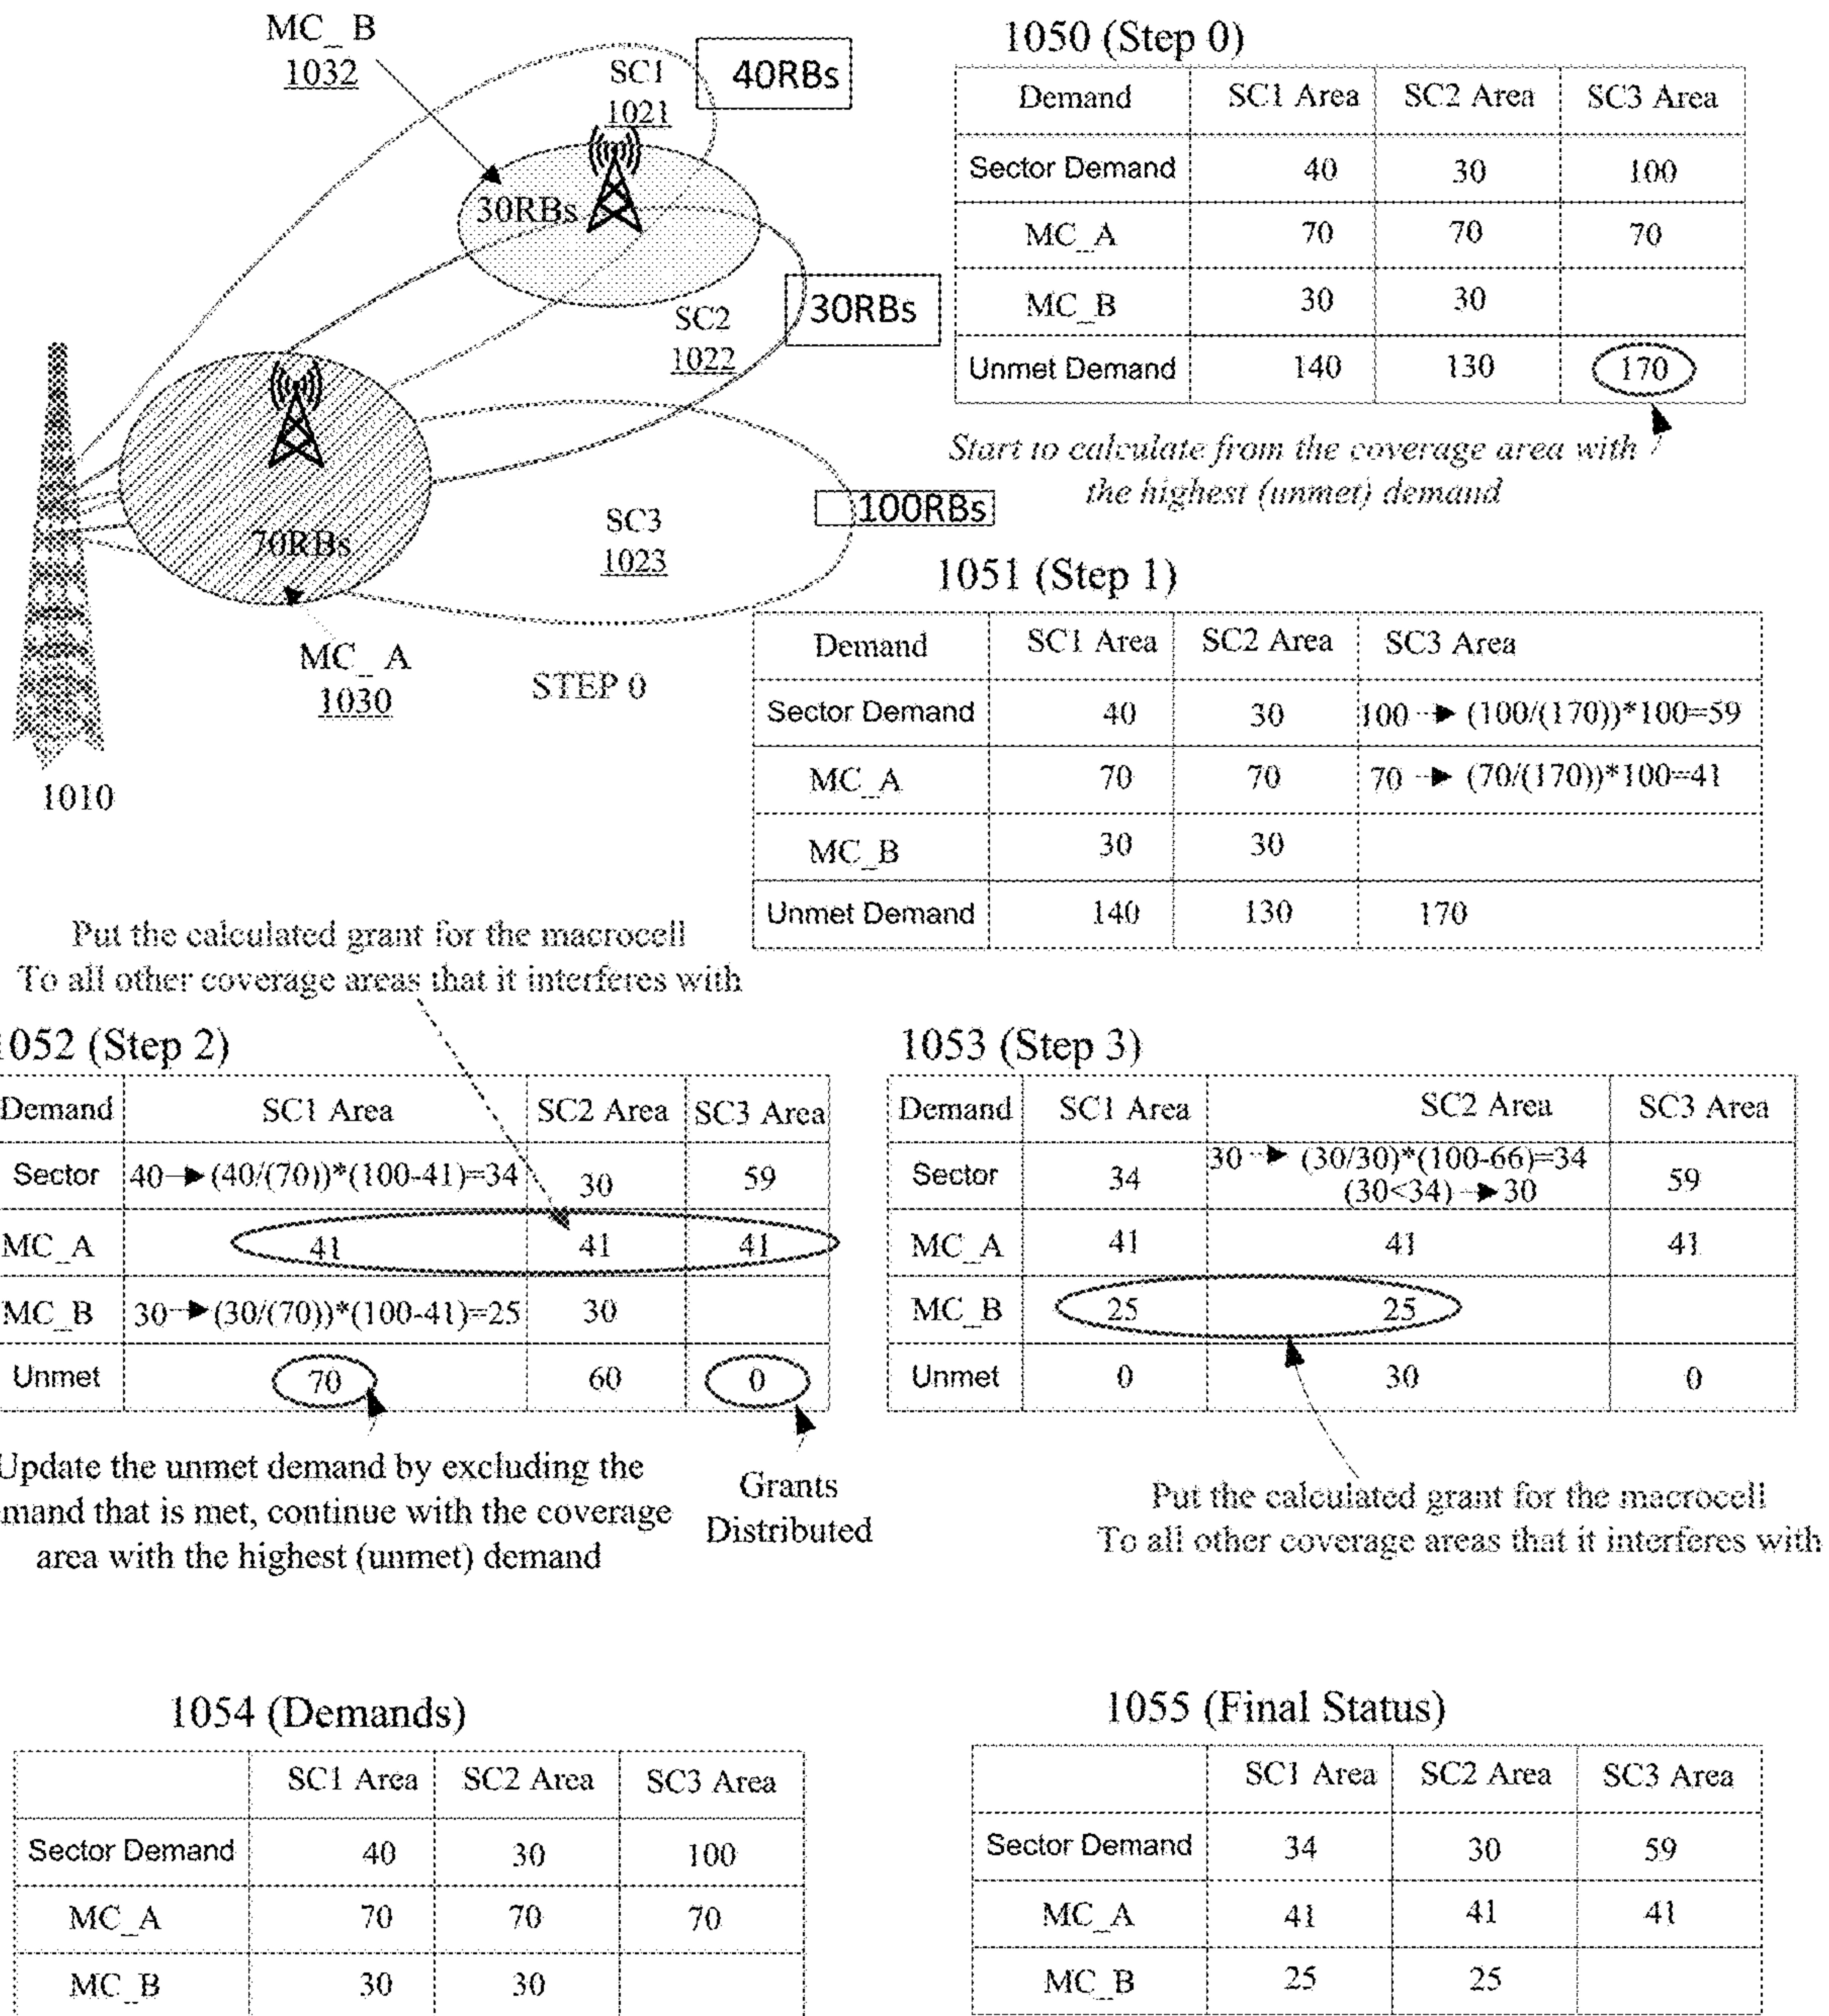 MC_ B
1032
SC1
1021
40RBs
30RBs
SC2
1022
30RBs
70RBs
SC3
1023
100RBs
MC_ A
1030
STEP 0
1010
1050 (Step 0)
Demand SC1 Area SC2 Area SC3 Area
Sector Demand 40 30 100
MC_A 70 70 70
MC_B 30 30
Unmet Demand 140 130 170
Start to calculate from the coverage area with
the highest (unmet) demand
1051 (Step 1)
Demand SC1 Area SC2 Area SC3 Area
Sector Demand 40 30 100 (100/(170))*100=59
MC_A 70 70 70 (70/(170))*100=41
MC_B 30 30
Unmet Demand 140 130 170
Put the calculated grant for the macrocell
To all other coverage areas that it interferes with
1052 (Step 2)
Demand SC1 Area SC2 Area SC3 Area
Sector 40 (40/(70))*(100-41)=34 30 59
MC_A 41 41 41
MC_B 30 (30/(70))*(100-41)=25 30
Unmet 70 60 0
Update the unmet demand by excluding the
mand that is met, continue with the coverage
area with the highest (unmet) demand
Grants
Distributed
1053 (Step 3)
Demand SC1 Area SC2 Area SC3 Area
Sector 34 30 (30/30)*(100-66)=34 59
(30<34) 30
MC_A 41 41 41
MC_B 25 25
Unmet 0 30 0
Put the calculated grant for the macrocell
To all other coverage areas that it interferes with
1054 (Demands)
SC1 Area SC2 Area SC3 Area
Sector Demand 40 30 100
MC_A 70 70 70
MC_B 30 30
1055 (Final Status)
SC1 Area SC2 Area SC3 Area
Sector Demand 34 30 59
MC_A 41 41 41
MC_B 25 25